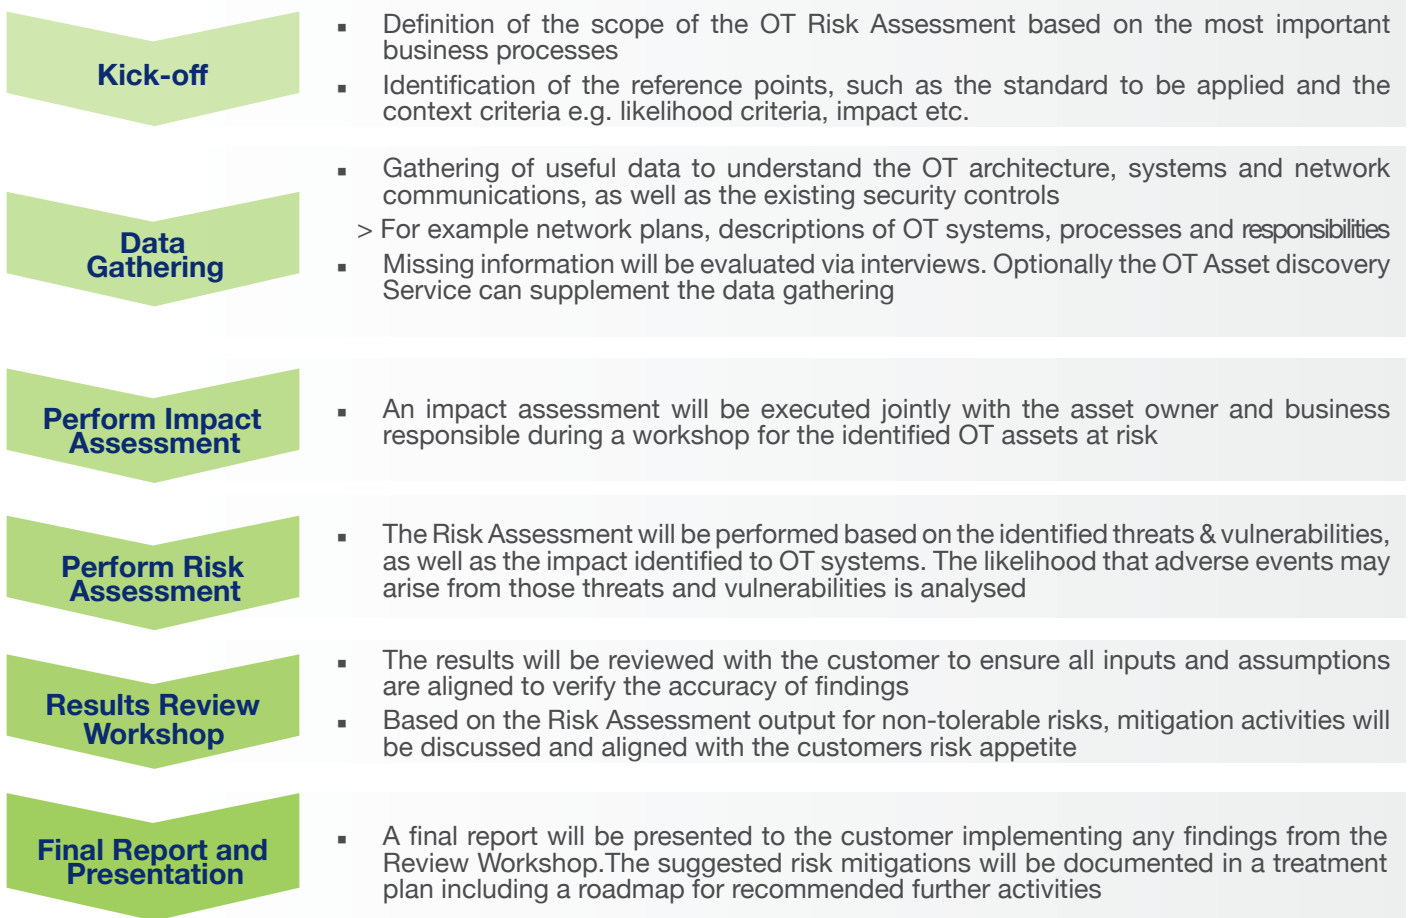 Kick-off
▪ Definition of the scope of the OT Risk Assessment based on the most important
business processes
▪ Identification of the reference points, such as the standard to be applied and the
context criteria e.g. likelihood criteria, impact etc.
Data
Gathering
▪ Gathering of useful data to understand the OT architecture, systems and network
communications, as well as the existing security controls
> For example network plans, descriptions of OT systems, processes and responsibilities
▪ Missing information will be evaluated via interviews. Optionally the OT Asset discovery
Service can supplement the data gathering
Perform Impact
Assessment
▪ An impact assessment will be executed jointly with the asset owner and business
responsible during a workshop for the identified OT assets at risk
Perform Risk
Assessment
▪ The Risk Assessment will be performed based on the identified threats & vulnerabilities,
as well as the impact identified to OT systems. The likelihood that adverse events may
arise from those threats and vulnerabilities is analysed
Results Review
Workshop
▪ The results will be reviewed with the customer to ensure all inputs and assumptions
are aligned to verify the accuracy of findings
▪ Based on the Risk Assessment output for non-tolerable risks, mitigation activities will
be discussed and aligned with the customers risk appetite
Final Report and
Presentation
▪ A final report will be presented to the customer implementing any findings from the
Review Workshop.The suggested risk mitigations will be documented in a treatment
plan including a roadmap for recommended further activities